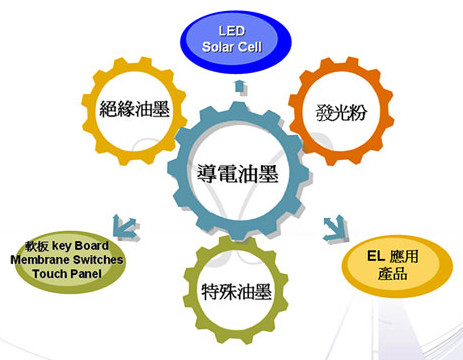 LED
Solar Cell
絕緣油墨
發光粉
導電油墨
軟板 key Board
Membrane Switches
Touch Panel
特殊油墨
EL 應用
產品